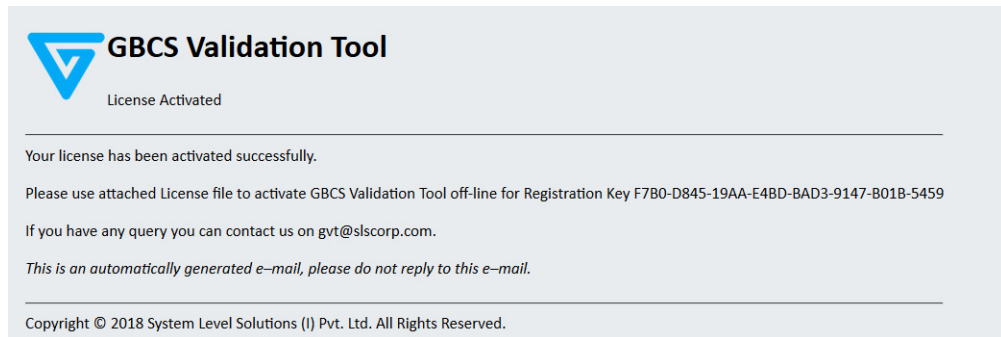 GBCS Validation Tool
License Activated
Your license has been activated successfully.
Please use attached License file to activate GBCS Validation Tool off-line for Registration Key F7B0-D845-19AA-E4BD-BAD3-9147-B01B-5459
If you have any query you can contact us on gvt@slscorp.com.
This is an automatically generated e–mail, please do not reply to this e–mail.
Copyright © 2018 System Level Solutions (I) Pvt. Ltd. All Rights Reserved.